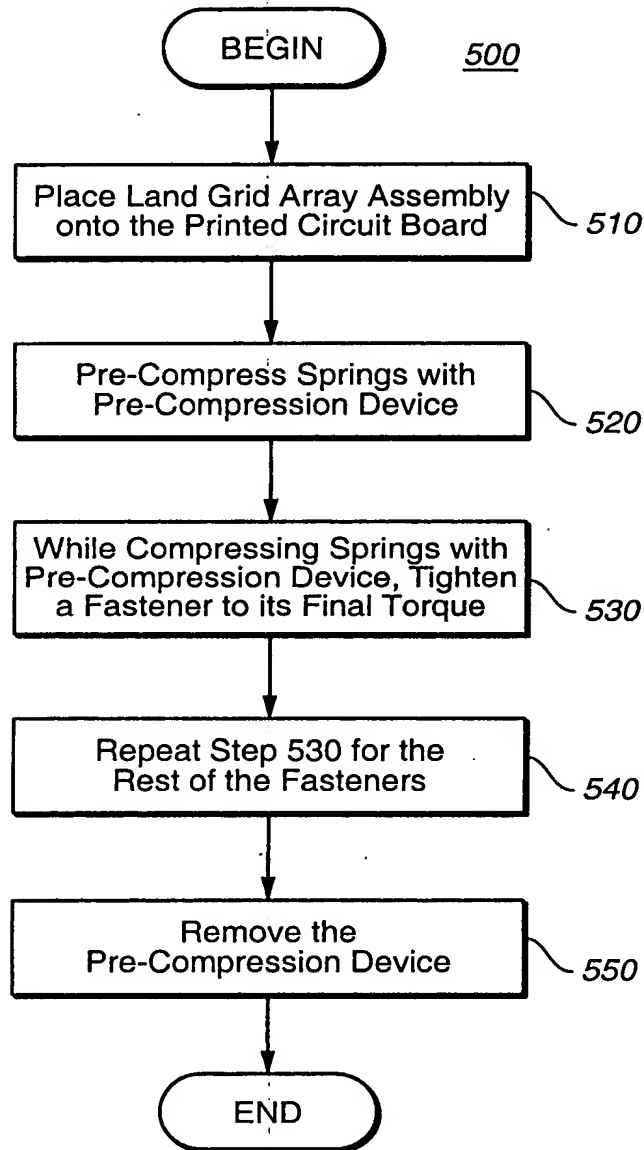 BEGIN
500
Place Land Grid Array Assembly
onto the Printed Circuit Board
510
Pre-Compress Springs with
Pre-Compression Device
520
While Compressing Springs with
Pre-Compression Device, Tighten
a Fastener to its Final Torque
530
Repeat Step 530 for the
Rest of the Fasteners
540
Remove the
Pre-Compression Device
550
END